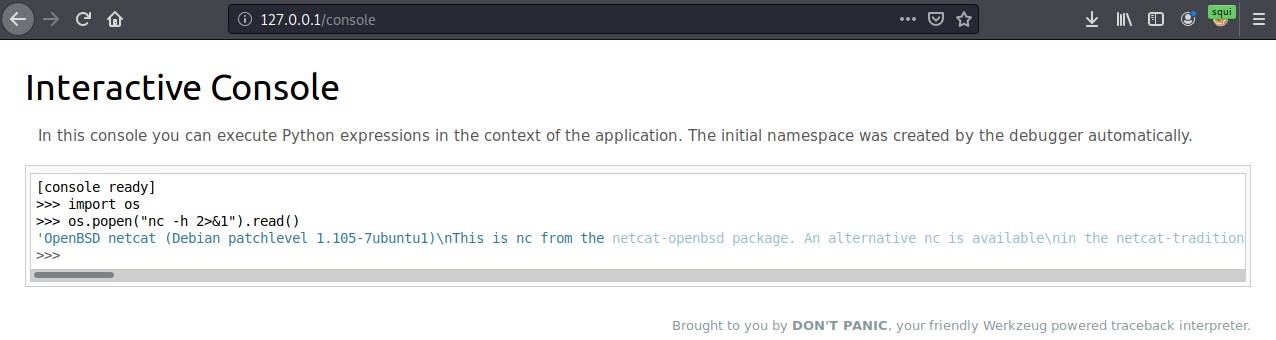 127.0.0.1/console
squi
Interactive Console
In this console you can execute Python expressions in the context of the application. The initial namespace was created by the debugger automatically.
[console ready]
>>> import os
>>> os.popen("nc -h 2>&1").read()
'OpenBSD netcat (Debian patchlevel 1.105-7ubuntu1)\nThis is nc from the netcat-openbsd package. An alternative nc is available\nin the netcat-tradition
>>>
Brought to you by DON'T PANIC, your friendly Werkzeug powered traceback interpreter.